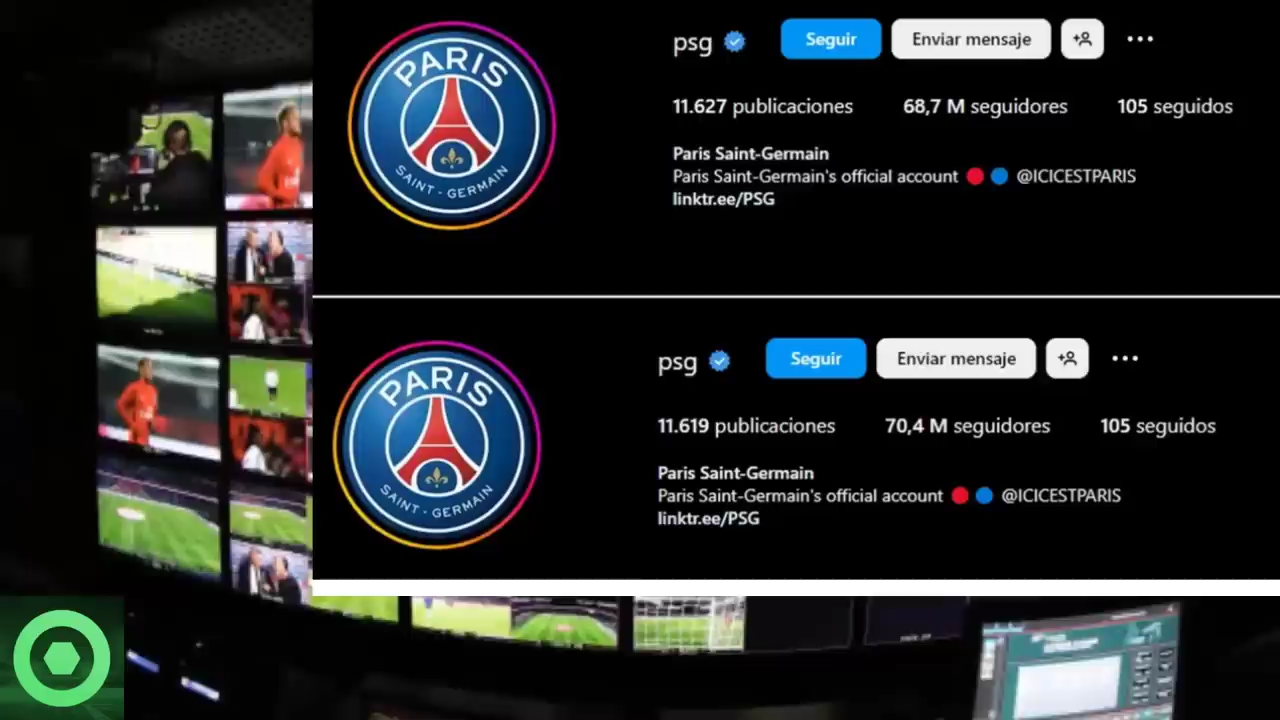 PARIS
SAINT - GERMAIN
psg Seguir Enviar mensaje
11.627 publicaciones 68,7 M seguidores 105 seguidos
Paris Saint-Germain
Paris Saint-Germain's official account 🔴 🔵 @ICICESTPARIS
linktr.ee/PSG
PARIS
SAINT - GERMAIN
psg Seguir Enviar mensaje
11.619 publicaciones 70,4 M seguidores 105 seguidos
Paris Saint-Germain
Paris Saint-Germain's official account 🔴 🔵 @ICICESTPARIS
linktr.ee/PSG